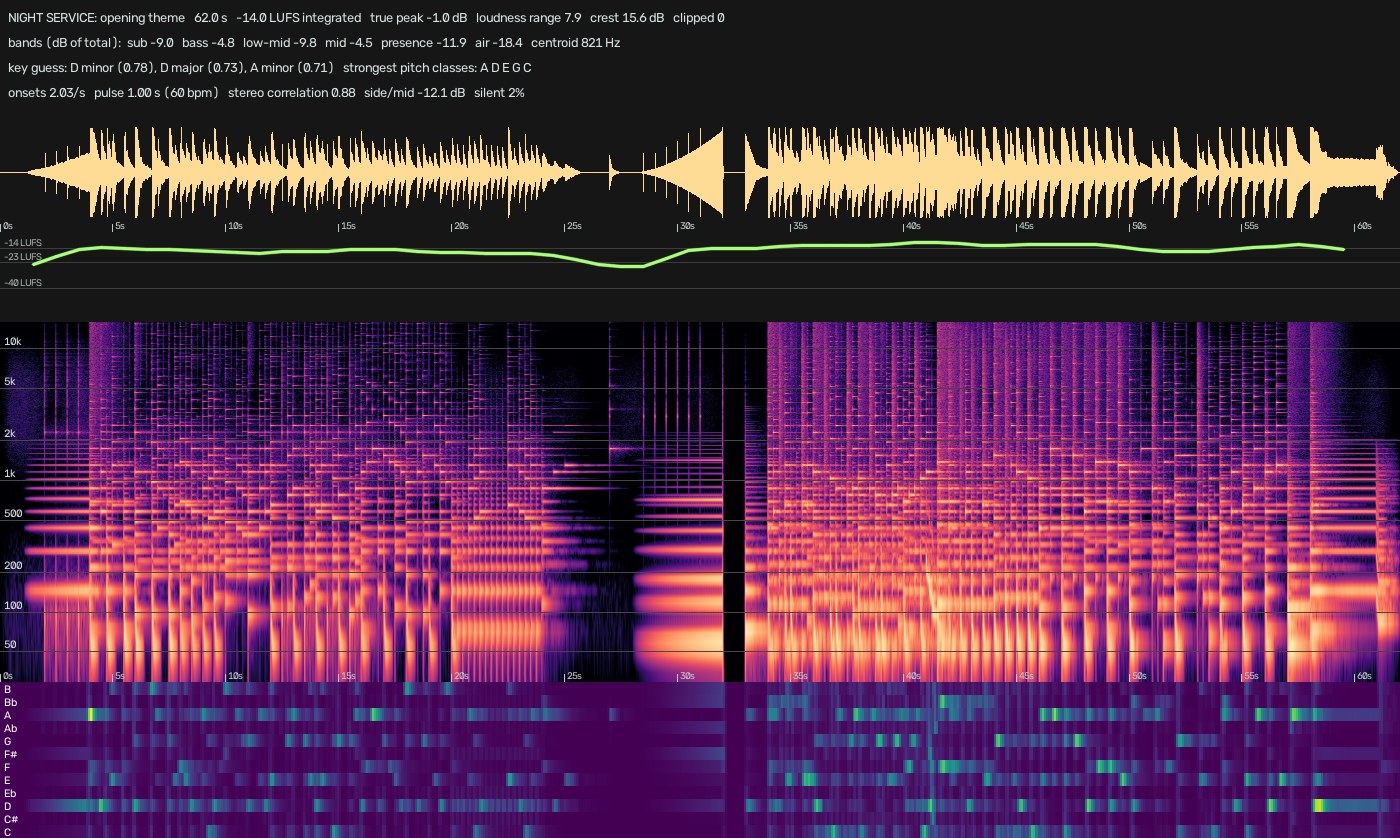 NIGHT SERVICE: opening theme 62.0 s -14.0 LUFS integrated true peak -1.0 dB loudness range 7.9 crest 15.6 dB clipped 0
bands (dB of total): sub -9.0 bass -4.8 low-mid -9.8 mid -4.5 presence -11.9 air -18.4 centroid 821 Hz
key guess: D minor (0.78), D major (0.73), A minor (0.71) strongest pitch classes: A D E G C
onsets 2.03/s pulse 1.00 s (60 bpm) stereo correlation 0.88 side/mid -12.1 dB silent 2%
0s 5s 10s 15s 20s 25s 30s 35s 40s 45s 50s 55s 60s
-14 LUFS
-23 LUFS
-40 LUFS
10k
5k
2k
1k
500
200
100
50
0s 5s 10s 15s 20s 25s 30s 35s 40s 45s 50s 55s 60s
B
Bb
A
Ab
G
F#
F
E
Eb
D
C#
C